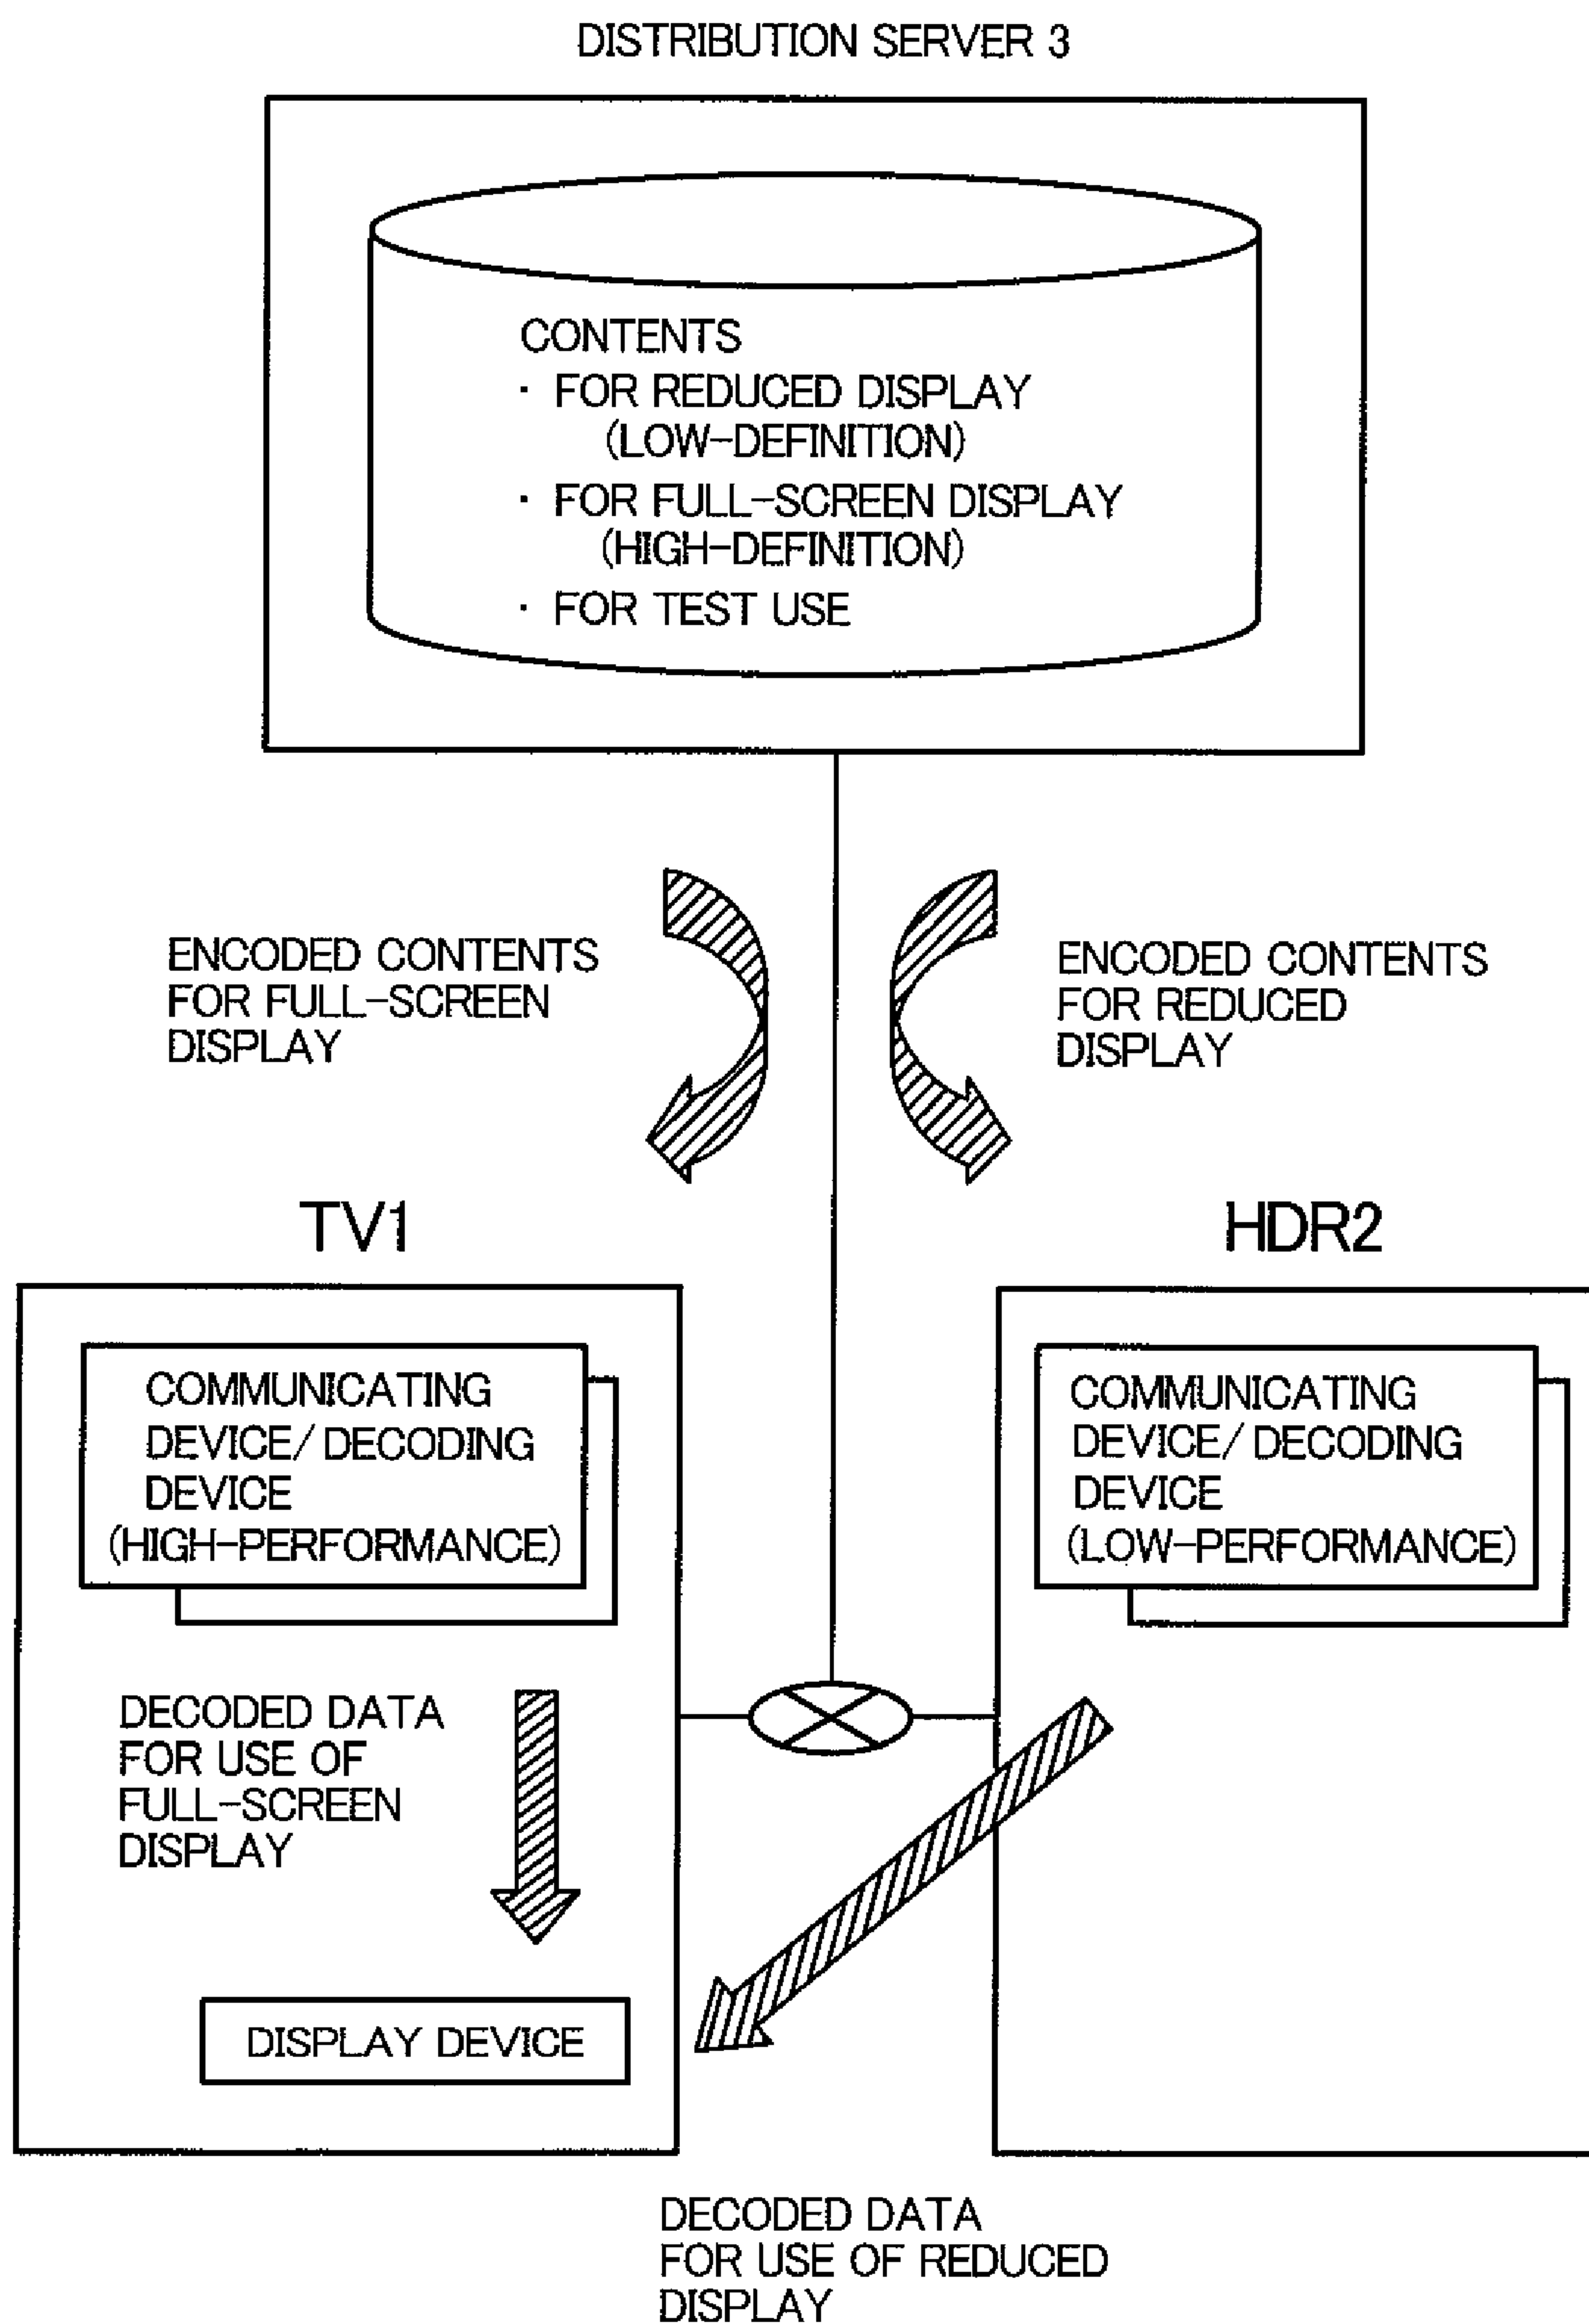 DISTRIBUTION SERVER 3
CONTENTS
· FOR REDUCED DISPLAY
(LOW-DEFINITION)
· FOR FULL-SCREEN DISPLAY
(HIGH-DEFINITION)
· FOR TEST USE
ENCODED CONTENTS
FOR FULL-SCREEN
DISPLAY
ENCODED CONTENTS
FOR REDUCED
DISPLAY
TV1
HDR2
COMMUNICATING
DEVICE/DECODING
DEVICE
(HIGH-PERFORMANCE)
COMMUNICATING
DEVICE/DECODING
DEVICE
(LOW-PERFORMANCE)
DECODED DATA
FOR USE OF
FULL-SCREEN
DISPLAY
DISPLAY DEVICE
DECODED DATA
FOR USE OF REDUCED
DISPLAY